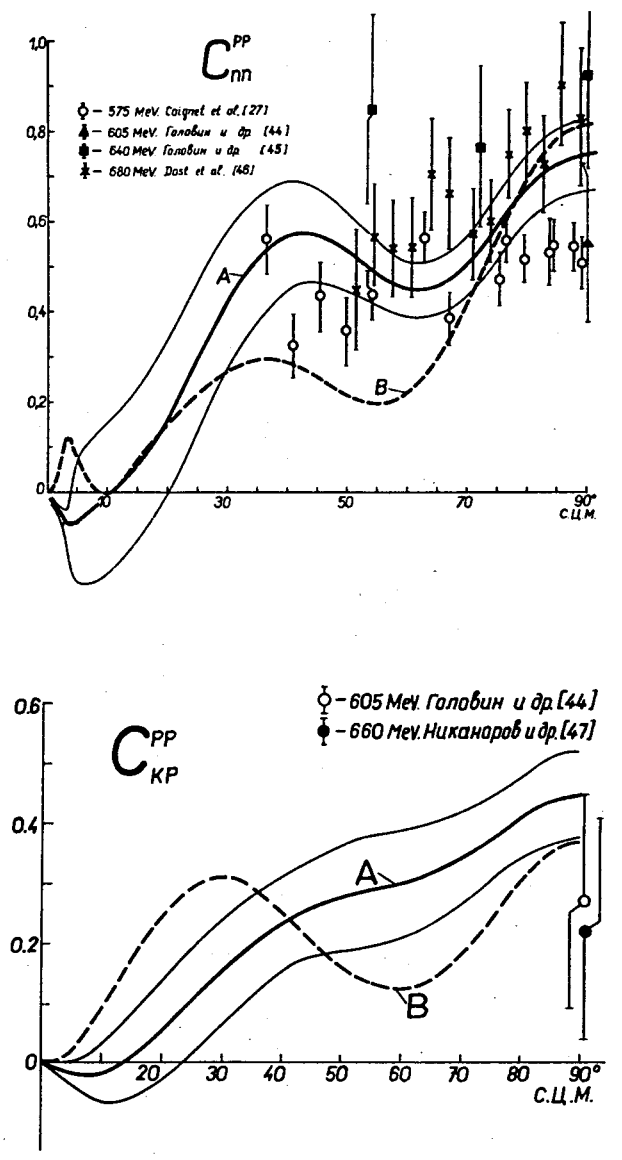 1,0
C PP nn
– 575 MeV. Coignet et al. [27]
– 605 MeV. Головин и др [44]
– 640 MeV. Головин и др [45]
– 680 MeV. Dost et al. [46]
0,8
0,6
A
0,4
B
0,2
0
10 30 50 70 90°
с.ц.м.
0.6
– 605 MeV. Головин и др. [44]
C PP KP
– 660 MeV. Никаноров и др. [47]
0.4
A
0.2
B
0
20 30 40 50 60 70 80 90°
С.Ц.М.